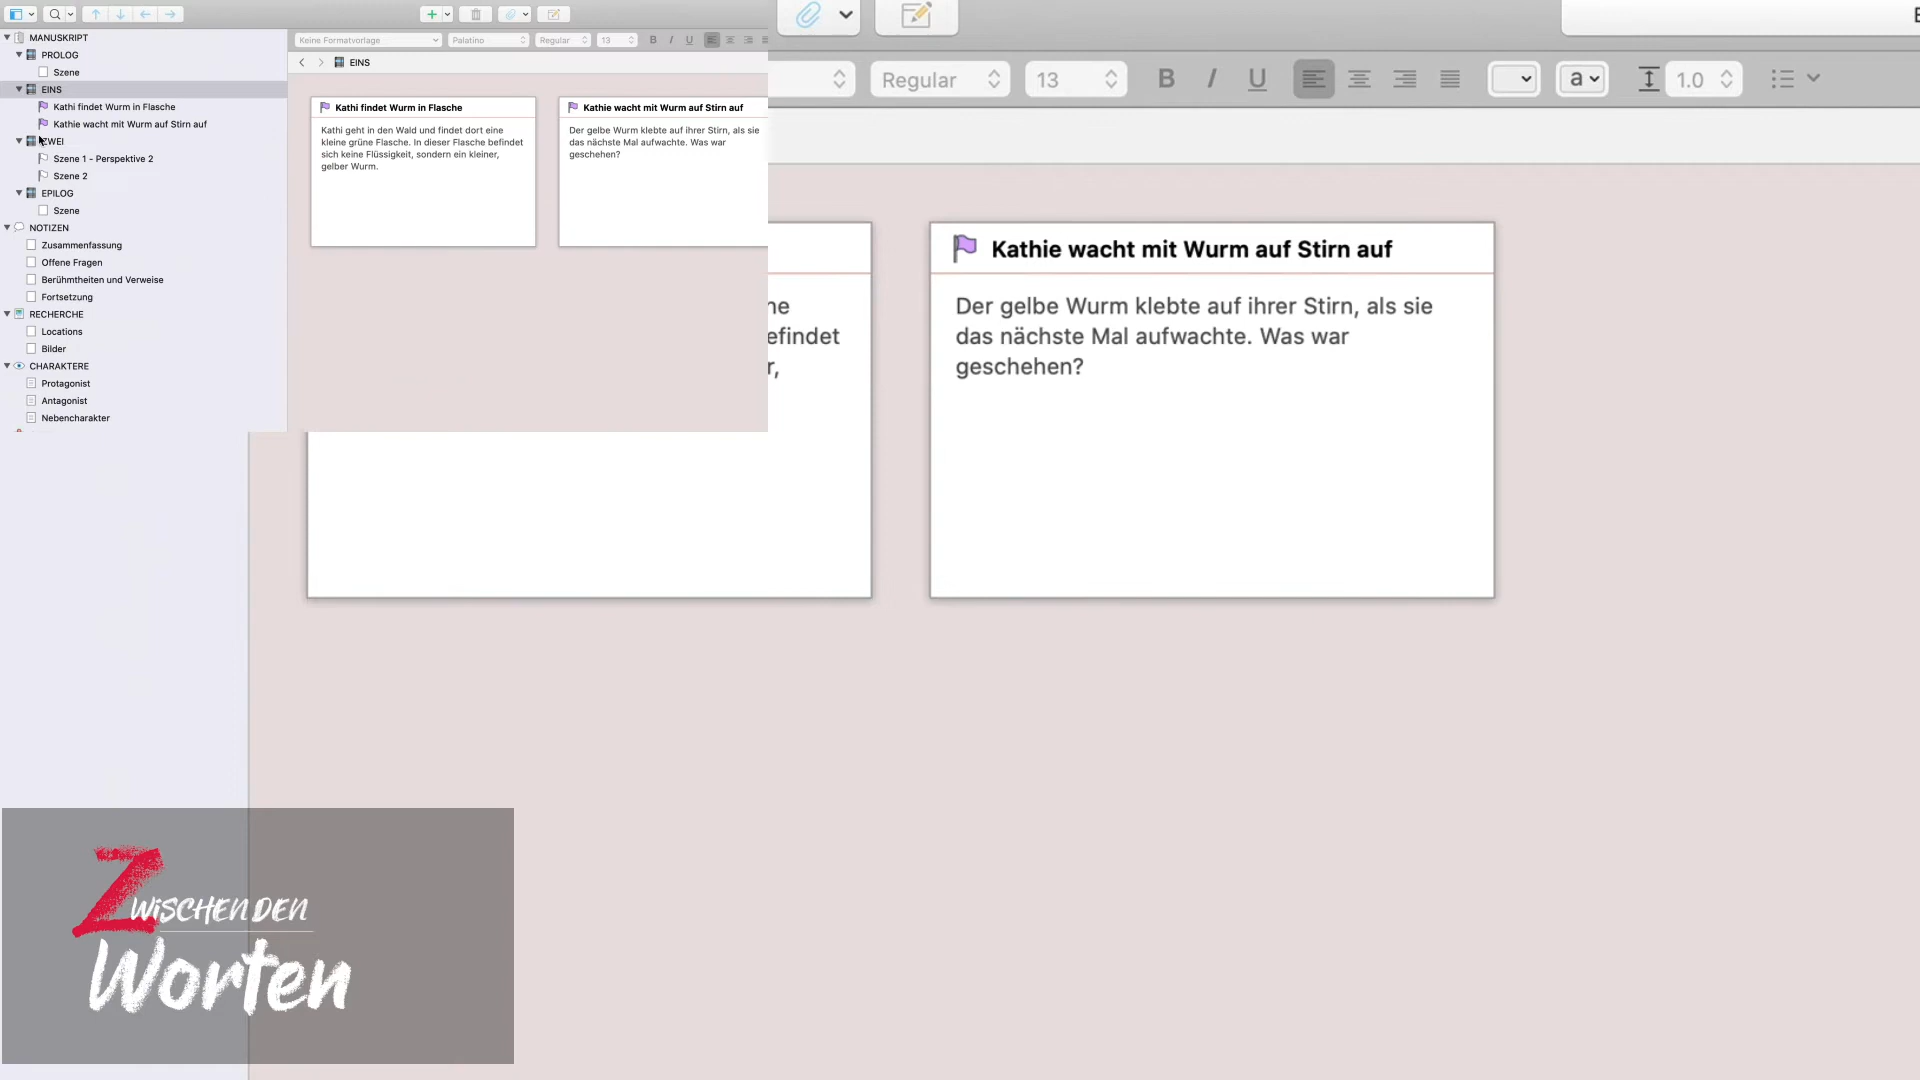 MANUSKRIPT
PROLOG
Szene
EINS
Kathi findet Wurm in Flasche
Kathie wacht mit Wurm auf Stirn auf
ZWEI
Szene 1 - Perspektive 2
Szene 2
EPILOG
Szene
NOTIZEN
Zusammenfassung
Offene Fragen
Berühmtheiten und Verweise
Fortsetzung
RECHERCHE
Locations
Bilder
CHARAKTERE
Protagonist
Antagonist
Nebencharakter
Keine Formatvorlage Palatino Regular 13 B I U
EINS
Kathi findet Wurm in Flasche
Kathi geht in den Wald und findet dort eine
kleine grüne Flasche. In dieser Flasche befindet
sich keine Flüssigkeit, sondern ein kleiner,
gelber Wurm.
Kathie wacht mit Wurm auf Stirn auf
Der gelbe Wurm klebte auf ihrer Stirn, als sie
das nächste Mal aufwachte. Was war
geschehen?
Regular 13 B I U a 1.0
ne
efindet
r,
Kathie wacht mit Wurm auf Stirn auf
Der gelbe Wurm klebte auf ihrer Stirn, als sie
das nächste Mal aufwachte. Was war
geschehen?
ZWISCHEN DEN
Worten